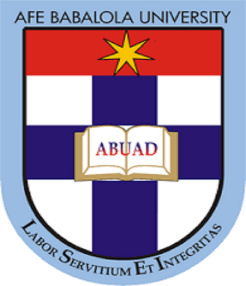 AFE BABALOLA UNIVERSITY
ABUAD
LABOR SERVITIUM ET INTEGRITAS